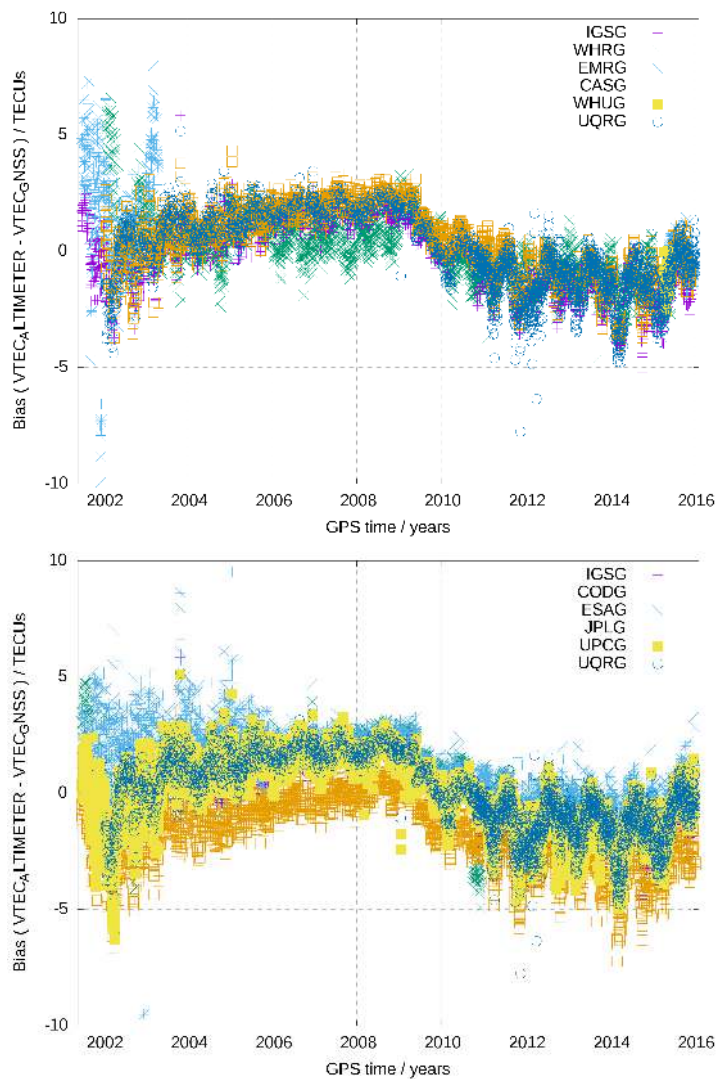 10
5
0
-5
-10
Bias ( VTEC_ALTIMETER - VTEC_GNSS ) / TECUs
IGSG
WHRG
EMRG
CASG
WHUG
UQRG
2002 2004 2006 2008 2010 2012 2014 2016
GPS time / years
10
5
0
-5
-10
Bias ( VTEC_ALTIMETER - VTEC_GNSS ) / TECUs
IGSG
CODG
ESAG
JPLG
UPCG
UQRG
2002 2004 2006 2008 2010 2012 2014 2016
GPS time / years